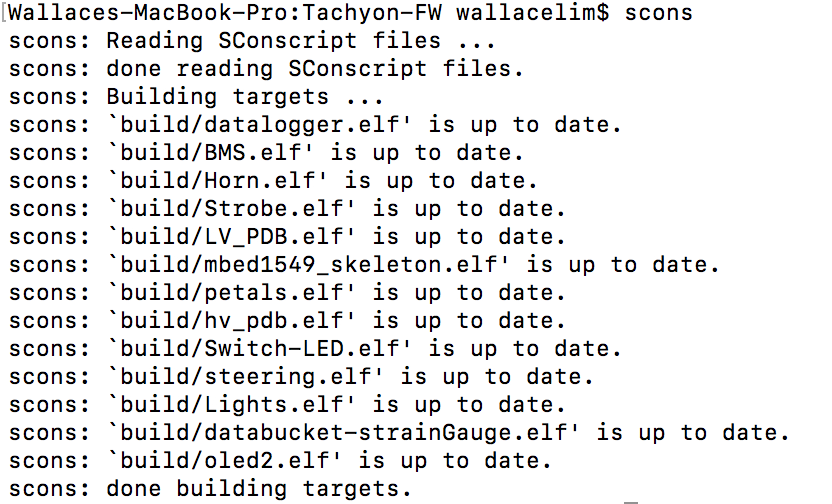 [Wallaces-MacBook-Pro:Tachyon-FW wallacelim$ scons
scons: Reading SConscript files ...
scons: done reading SConscript files.
scons: Building targets ...
scons: `build/datalogger.elf' is up to date.
scons: `build/BMS.elf' is up to date.
scons: `build/Horn.elf' is up to date.
scons: `build/Strobe.elf' is up to date.
scons: `build/LV_PDB.elf' is up to date.
scons: `build/mbed1549_skeleton.elf' is up to date.
scons: `build/petals.elf' is up to date.
scons: `build/hv_pdb.elf' is up to date.
scons: `build/Switch-LED.elf' is up to date.
scons: `build/steering.elf' is up to date.
scons: `build/Lights.elf' is up to date.
scons: `build/databucket-strainGauge.elf' is up to date.
scons: `build/oled2.elf' is up to date.
scons: done building targets.